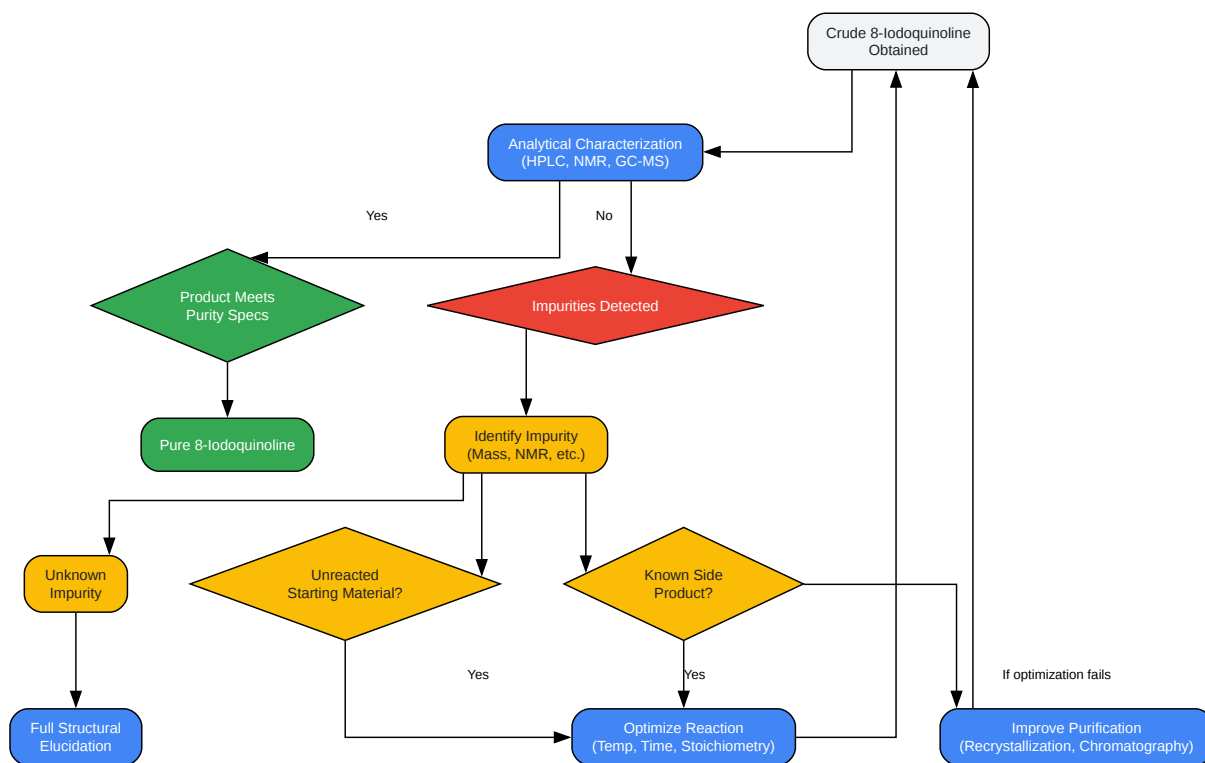 Crude 8-Iodoquinoline
Obtained
Analytical Characterization
(HPLC, NMR, GC-MS)
Yes
No
Product Meets
Purity Specs
Impurities Detected
Pure 8-Iodoquinoline
Identify Impurity
(Mass, NMR, etc.)
Unknown
Impurity
Unreacted
Starting Material?
Known Side
Product?
Yes
Yes
If optimization fails
Full Structural
Elucidation
Optimize Reaction
(Temp, Time, Stoichiometry)
Improve Purification
(Recrystallization, Chromatography)